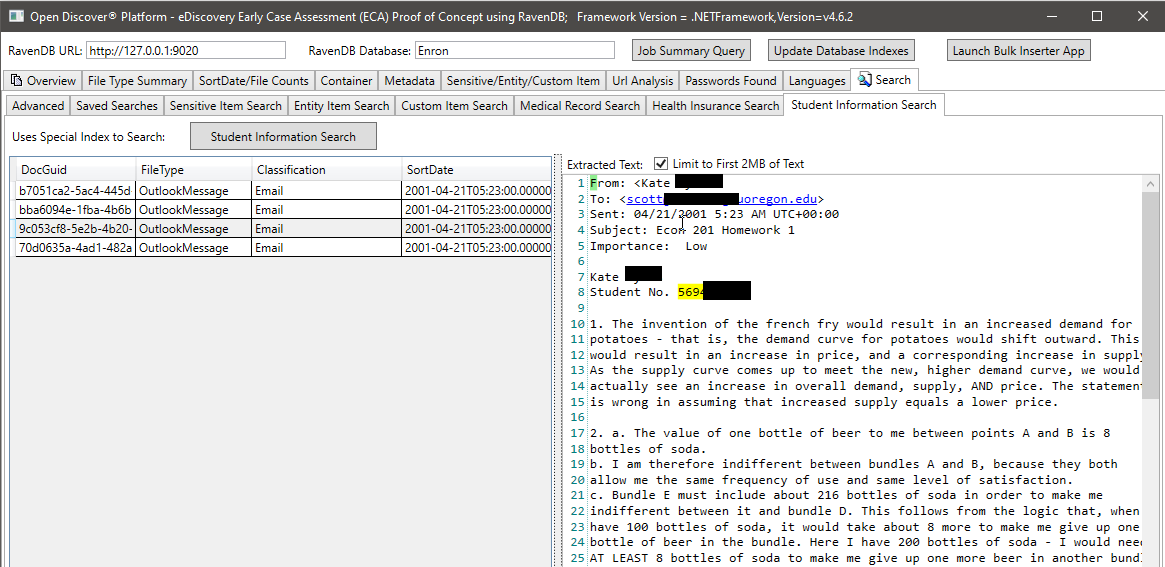 Open Discover® Platform - eDiscovery Early Case Assessment (ECA) Proof of Concept using RavenDB;   Framework Version = .NETFramework,Version=v4.6.2
RavenDB URL: http://127.0.0.1:9020 RavenDB Database: Enron Job Summary Query Update Database Indexes Launch Bulk Inserter App
Overview File Type Summary SortDate/File Counts Container Metadata Sensitive/Entity/Custom Item Url Analysis Passwords Found Languages Search
Advanced Saved Searches Sensitive Item Search Entity Item Search Custom Item Search Medical Record Search Health Insurance Search Student Information Search
Uses Special Index to Search: Student Information Search
DocGuid FileType Classification SortDate
b7051ca2-5ac4-445d OutlookMessage Email 2001-04-21T05:23:00.00000
bba6094e-1fba-4b6b OutlookMessage Email 2001-04-21T05:23:00.00000
9c053cf8-5e2b-4b20- OutlookMessage Email 2001-04-21T05:23:00.00000
70d0635a-4ad1-482a OutlookMessage Email 2001-04-21T05:23:00.00000
Extracted Text: Limit to First 2MB of Text
1 From: <Kate
2 To: <scott uoregon.edu>
3 Sent: 04/21/2001 5:23 AM UTC+00:00
4 Subject: Econ 201 Homework 1
5 Importance:  Low
6
7 Kate
8 Student No. 5694
9
10 1. The invention of the french fry would result in an increased demand for
11 potatoes - that is, the demand curve for potatoes would shift outward. This
12 would result in an increase in price, and a corresponding increase in supply
13 As the supply curve comes up to meet the new, higher demand curve, we would
14 actually see an increase in overall demand, supply, AND price. The statement
15 is wrong in assuming that increased supply equals a lower price.
16
17 2. a. The value of one bottle of beer to me between points A and B is 8
18 bottles of soda.
19 b. I am therefore indifferent between bundles A and B, because they both
20 allow me the same frequency of use and same level of satisfaction.
21 c. Bundle E must include about 216 bottles of soda in order to make me
22 indifferent between it and bundle D. This follows from the logic that, when
23 have 100 bottles of soda, it would take about 8 more to make me give up one
24 bottle of beer in the bundle. Here I have 200 bottles of soda - I would need
25 AT LEAST 8 bottles of soda to make me give up one more beer in another bund